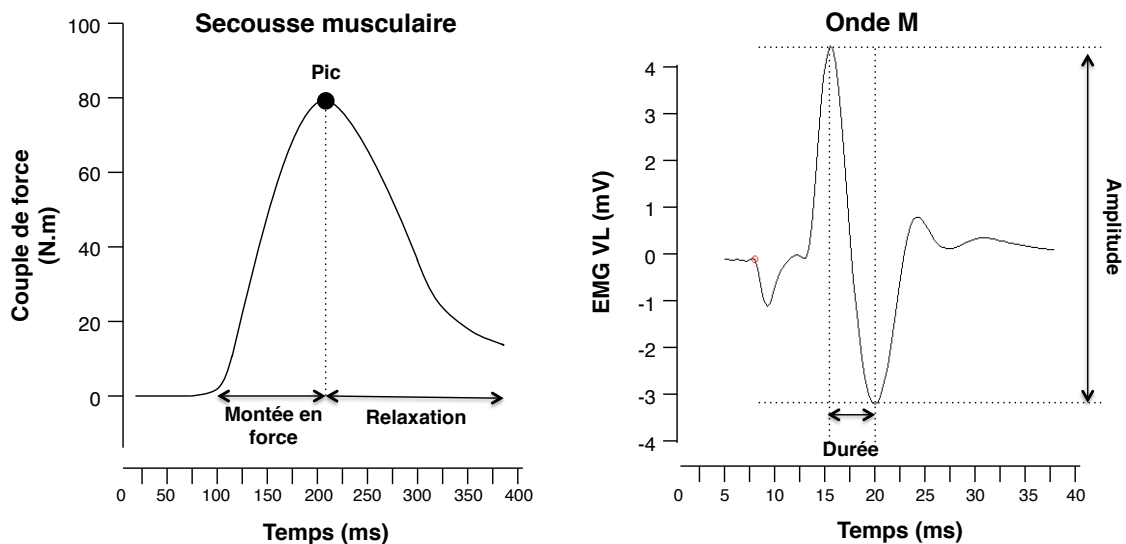 Secousse musculaire
100
80
60
40
20
0
Couple de force
(N.m)
Pic
Montée en
force
Relaxation
0 50 100 150 200 250 300 350 400
Temps (ms)
Onde M
4
3
2
1
0
-1
-2
-3
-4
EMG VL (mV)
Amplitude
Durée
0 5 10 15 20 25 30 35 40
Temps (ms)